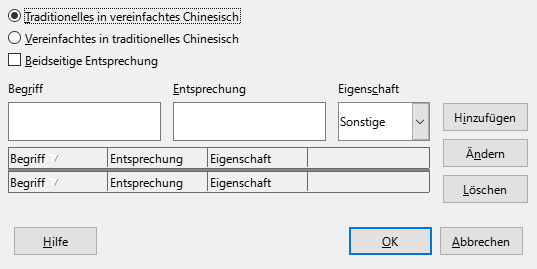 Traditionelles in vereinfachtes Chinesisch
Vereinfachtes in traditionelles Chinesisch
Beidseitige Entsprechung
Begriff Entsprechung Eigenschaft
Sonstige
Hinzufügen
Begriff / Entsprechung Eigenschaft
Ändern
Begriff / Entsprechung Eigenschaft
Löschen
Hilfe OK Abbrechen